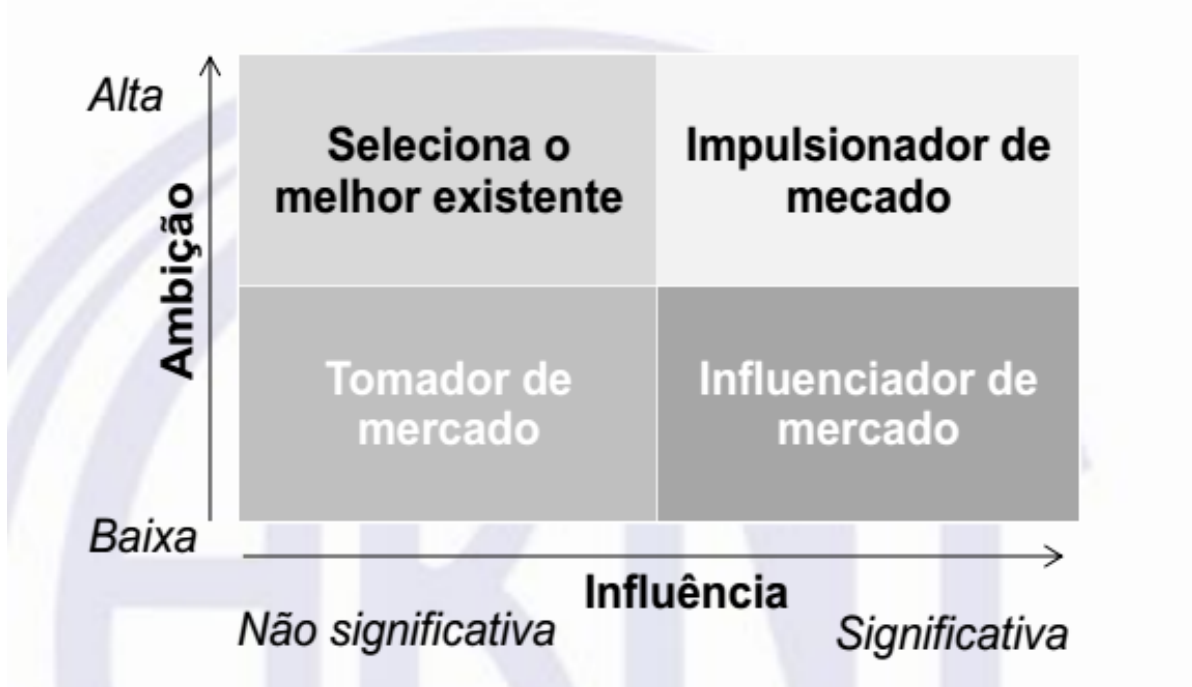 Alta
Seleciona o
melhor existente
Impulsionador de
mecado
Ambição
Tomador de
mercado
Influenciador de
mercado
Baixa
Influência
Não significativa
Significativa